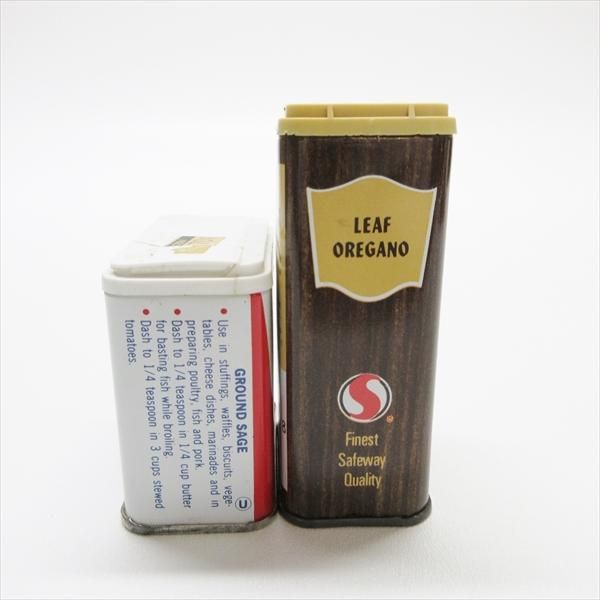 GROUND SAGE
U
• Use in stuffings, waffles, biscuits, vege-
tables, cheese dishes, marinades and in
preparing poultry, fish and pork.
• Dash to 1/4 teaspoon in 1/4 cup butter
for basting fish while broiling.
• Dash to 1/4 teaspoon in 3 cups stewed
tomatoes.
LEAF
OREGANO
S
®
Finest
Safeway
Quality